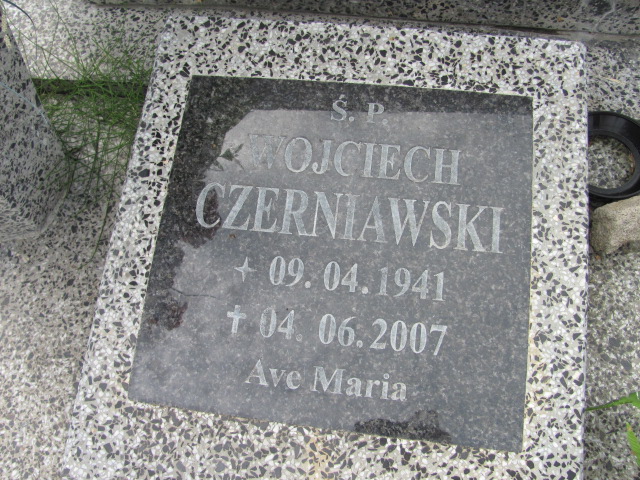 Ś. P.
WOJCIECH
CZERNIAWSKI
✦ 09.04.1941
✝ 04.06.2007
Ave Maria